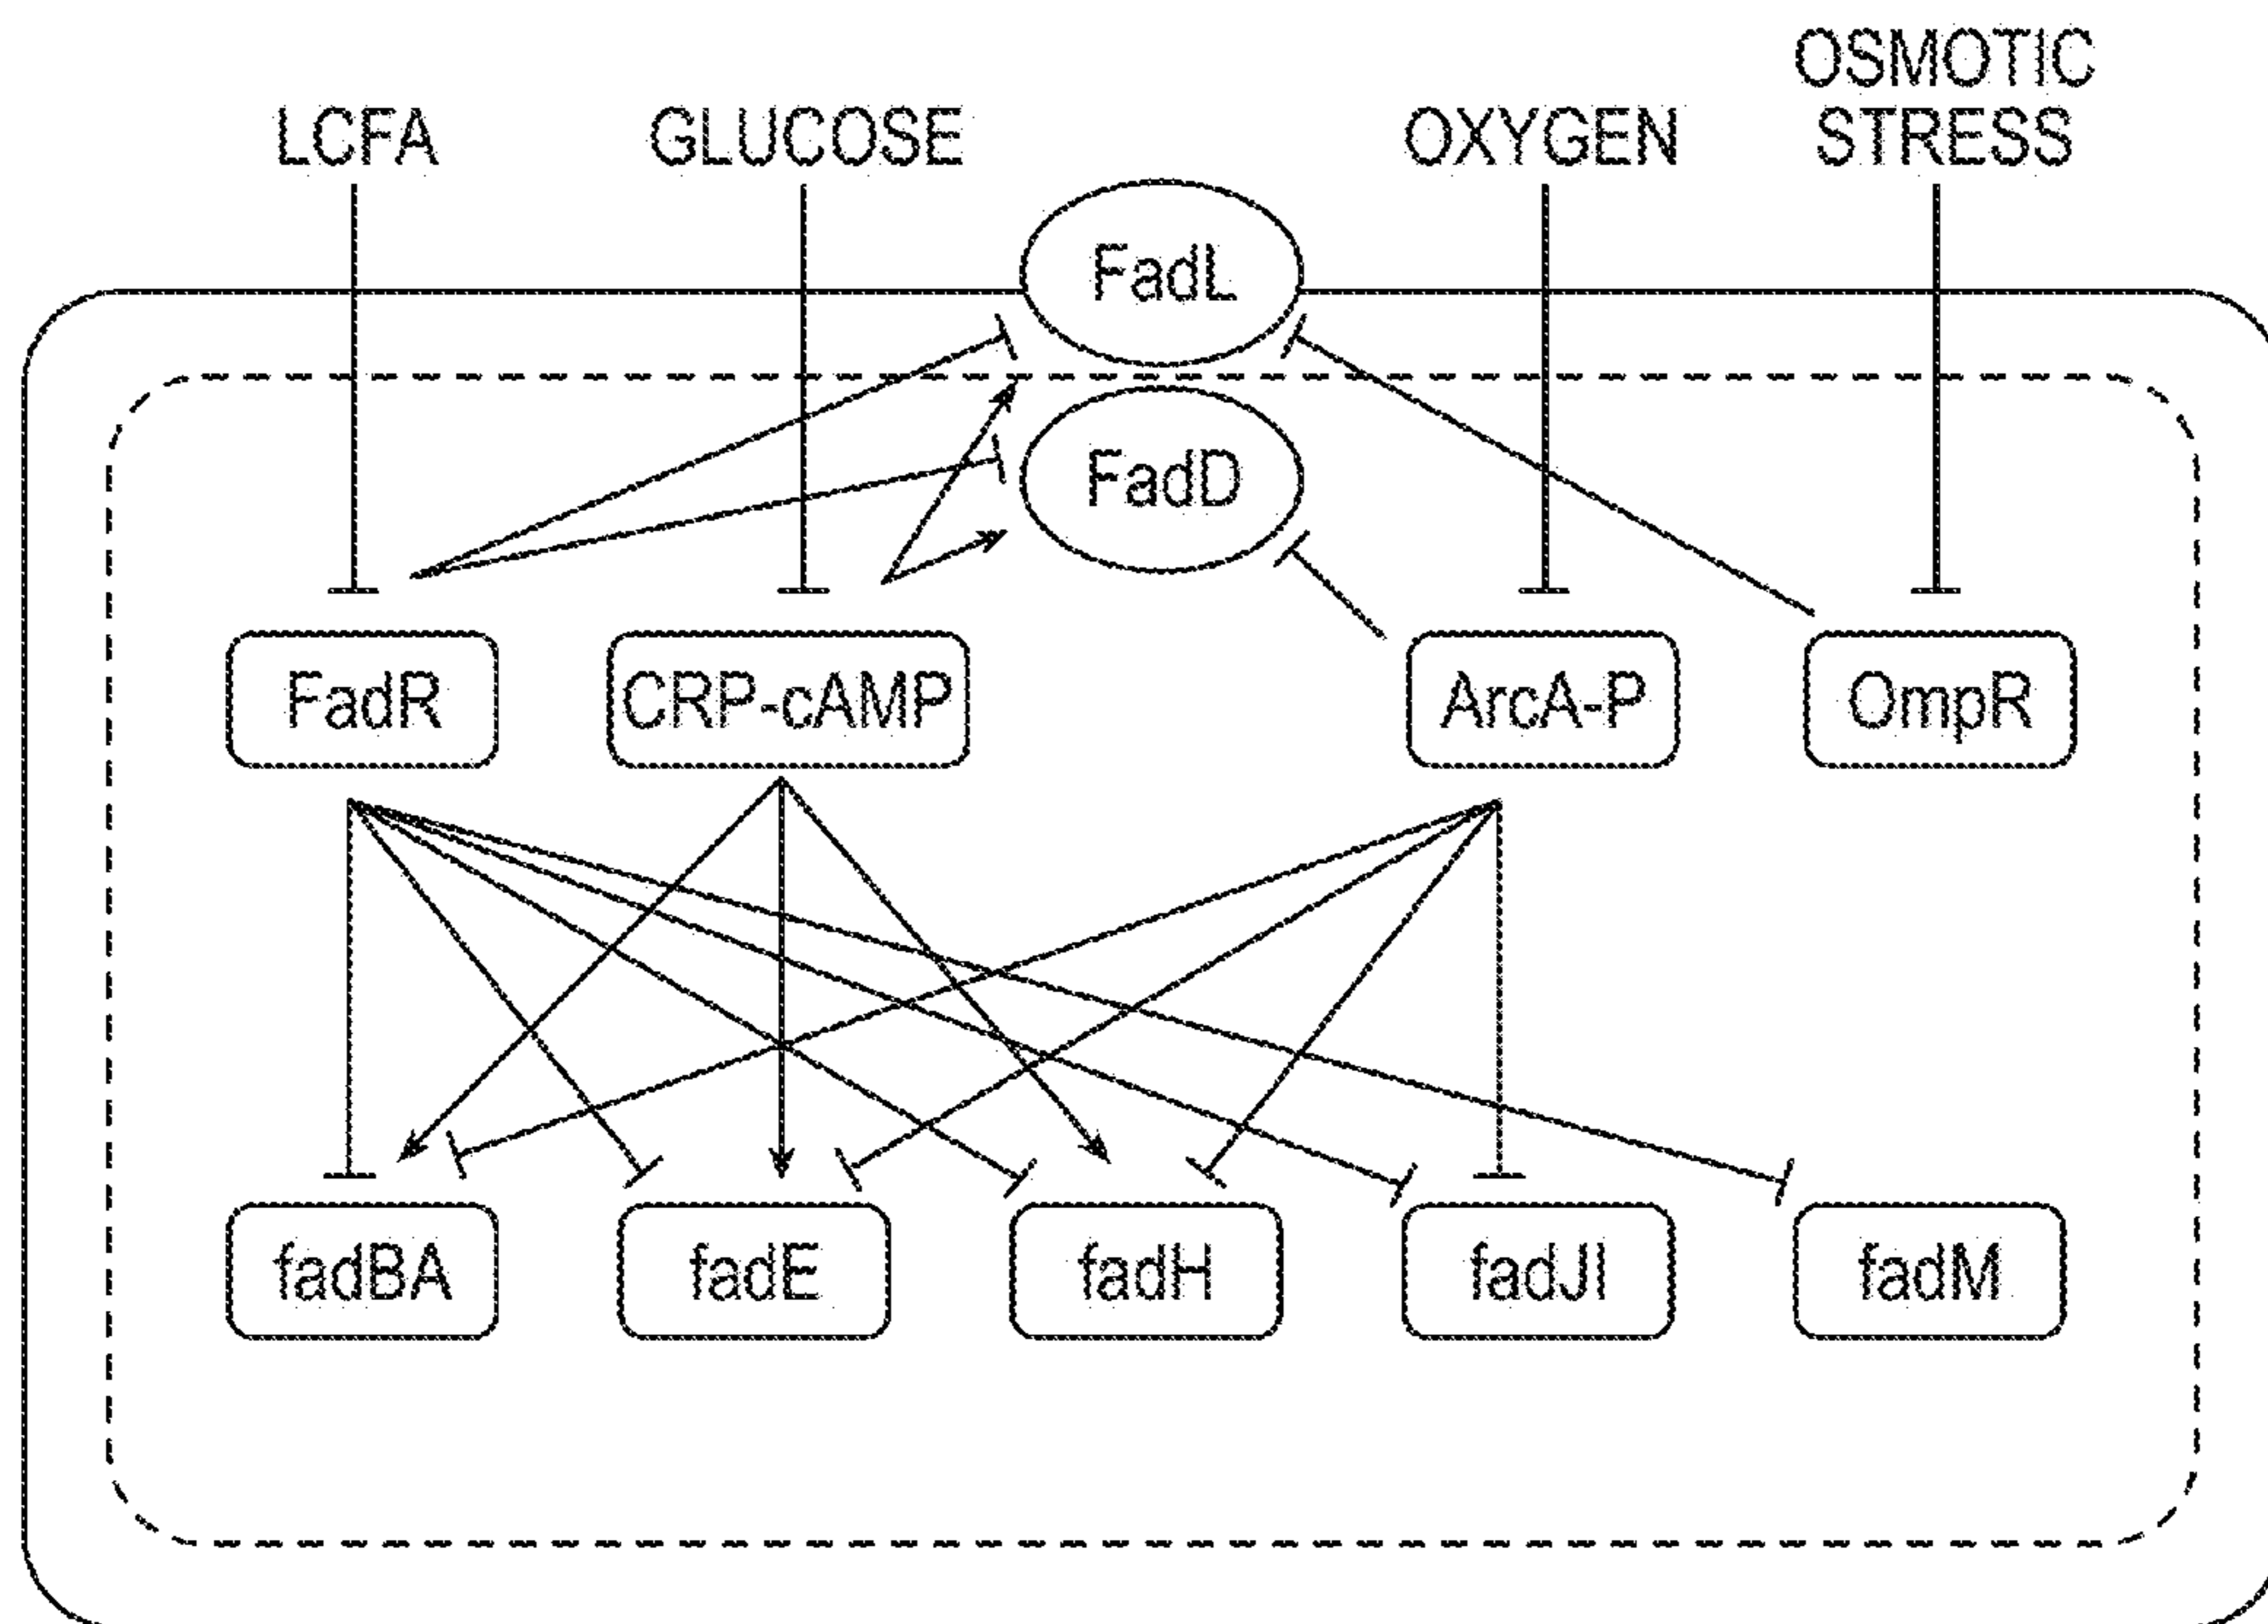 LCFA
GLUCOSE
OXYGEN
OSMOTIC
STRESS
FadL
FadD
FadR
CRP-cAMP
ArcA-P
OmpR
fadBA
fadE
fadH
fadJI
fadM